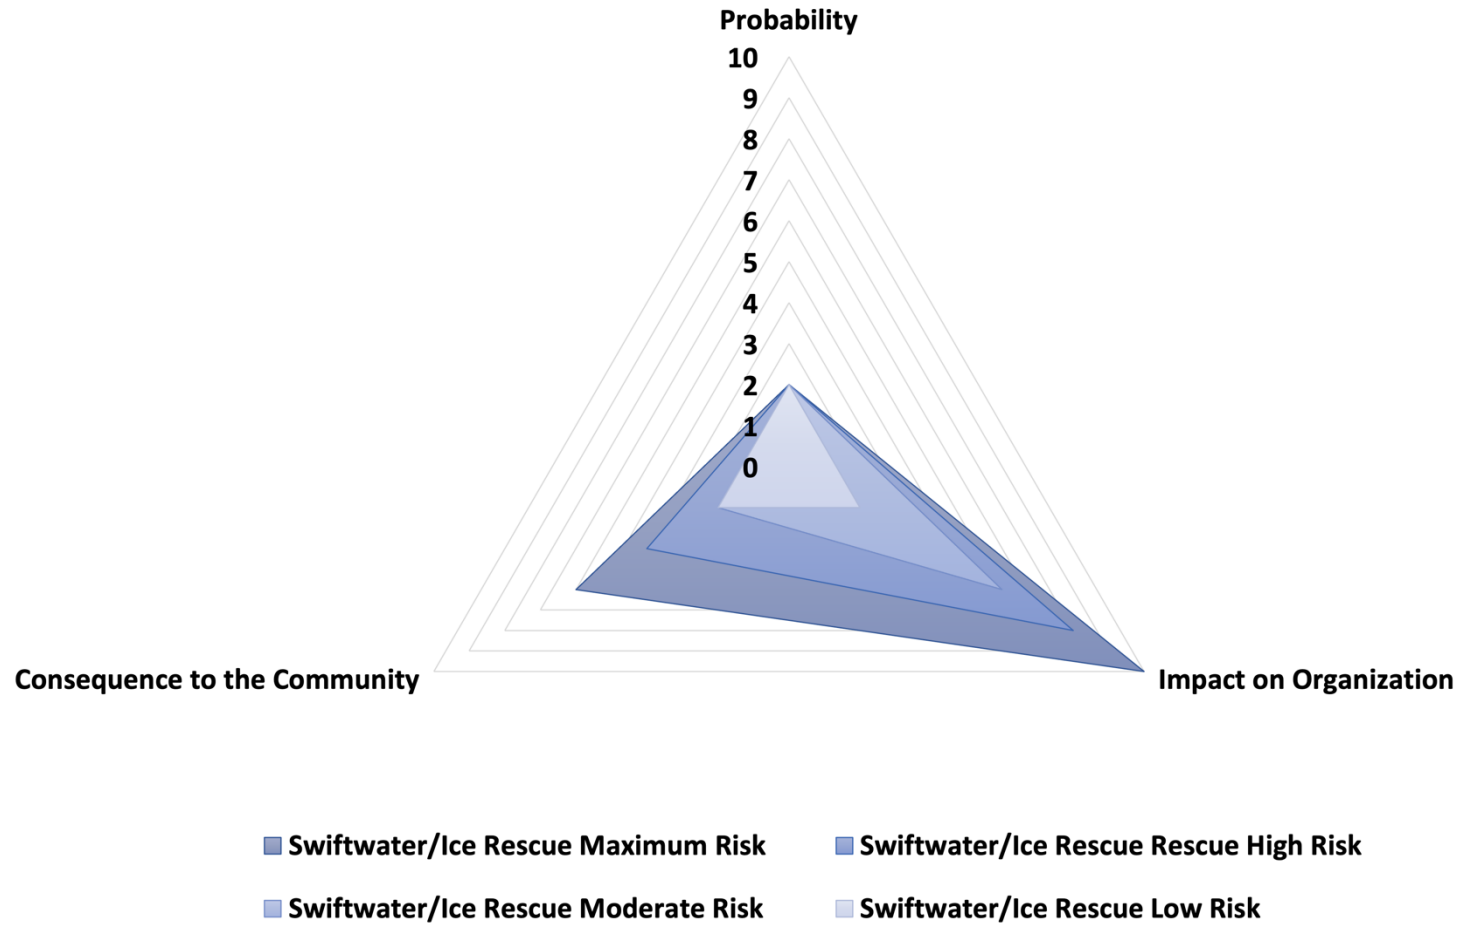 Probability
10
9
8
7
6
5
4
3
2
1
0
Consequence to the Community
Impact on Organization
Swiftwater/Ice Rescue Maximum Risk
Swiftwater/Ice Rescue Rescue High Risk
Swiftwater/Ice Rescue Moderate Risk
Swiftwater/Ice Rescue Low Risk